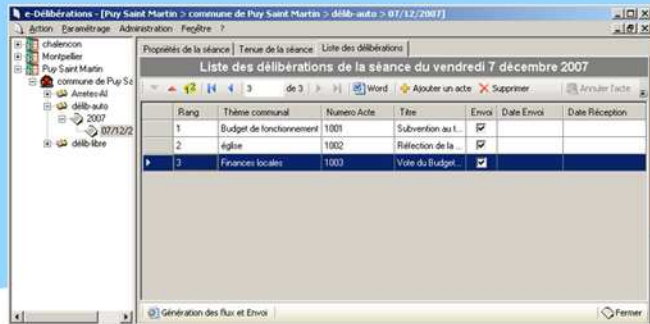 e-Délibérations - [Puy Saint Martin > commune de Puy Saint Martin > délib-auto > 07/12/2007]
Action Paramétrage Administration Fenêtre ?
chalencon
Montpellier
Puy Saint Martin
commune de Puy Sa
Arretes-AI
délib-auto
2007
07/12/2
délib-libre
Propriétés de la séance Tenue de la séance Liste des délibérations
Liste des délibérations de la séance du vendredi 7 décembre 2007
3 de 3 Word Ajouter un acte Supprimer Annuler l'acte
Rang Thème communal Numero Acte Titre Envoi Date Envoi Date Réception
1 Budget de fonctionnement 1001 Subvention au t...
2 église 1002 Réfection de la ...
3 Finances locales 1003 Vote du Budget...
Génération des flux et Envoi Fermer